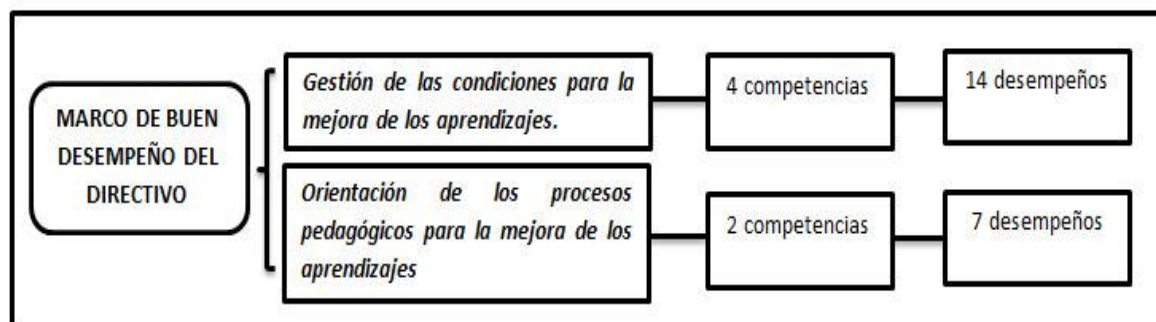 MARCO DE BUEN
DESEMPEÑO DEL
DIRECTIVO
Gestión de las condiciones para la
mejora de los aprendizajes.
4 competencias
14 desempeños
Orientación de los procesos
pedagógicos para la mejora de los
aprendizajes
2 competencias
7 desempeños